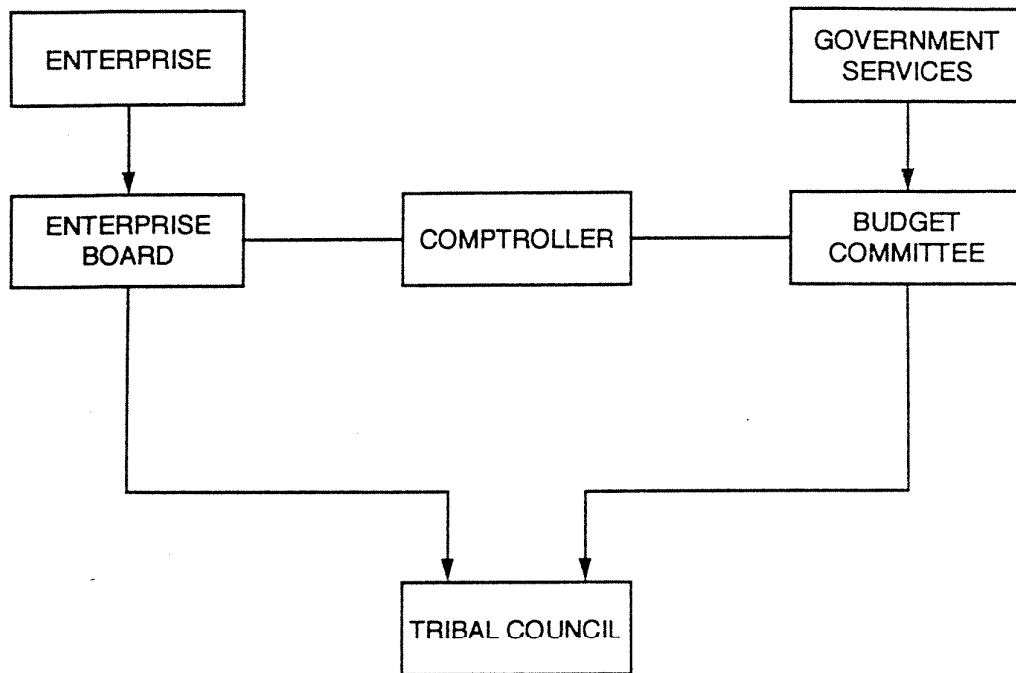 ENTERPRISE
GOVERNMENT
SERVICES
ENTERPRISE
BOARD
COMPTROLLER
BUDGET
COMMITTEE
TRIBAL COUNCIL